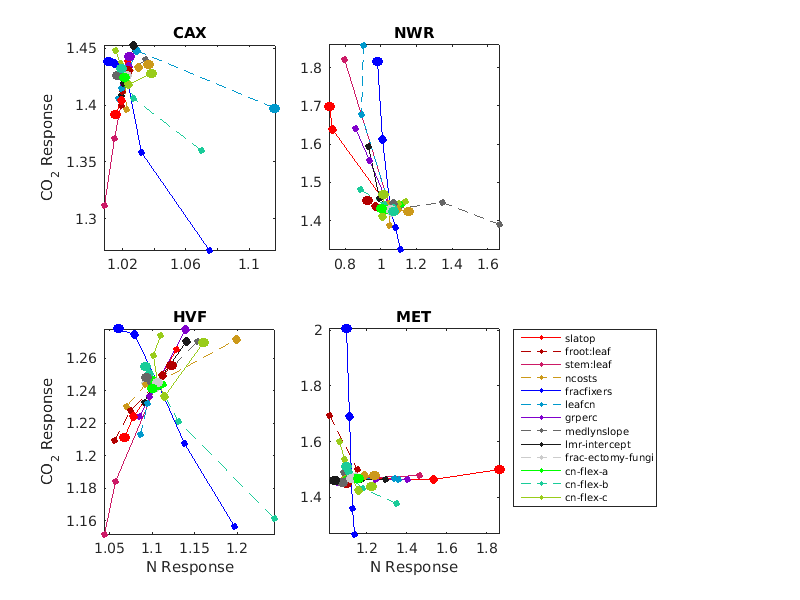 CAX
NWR
1.45
1.4
1.35
1.3
CO2 Response
1.02
1.06
1.1
1.8
1.7
1.6
1.5
1.4
0.8
1
1.2
1.4
1.6
HVF
MET
1.26
1.24
1.22
1.2
1.18
1.16
CO2 Response
1.05
1.1
1.15
1.2
N Response
2
1.8
1.6
1.4
1.2
1.4
1.6
1.8
N Response
slatop
froot:leaf
stem:leaf
ncosts
fracfixers
leafcn
grperc
medlynslope
lmr-intercept
frac-ectomy-fungi
cn-flex-a
cn-flex-b
cn-flex-c